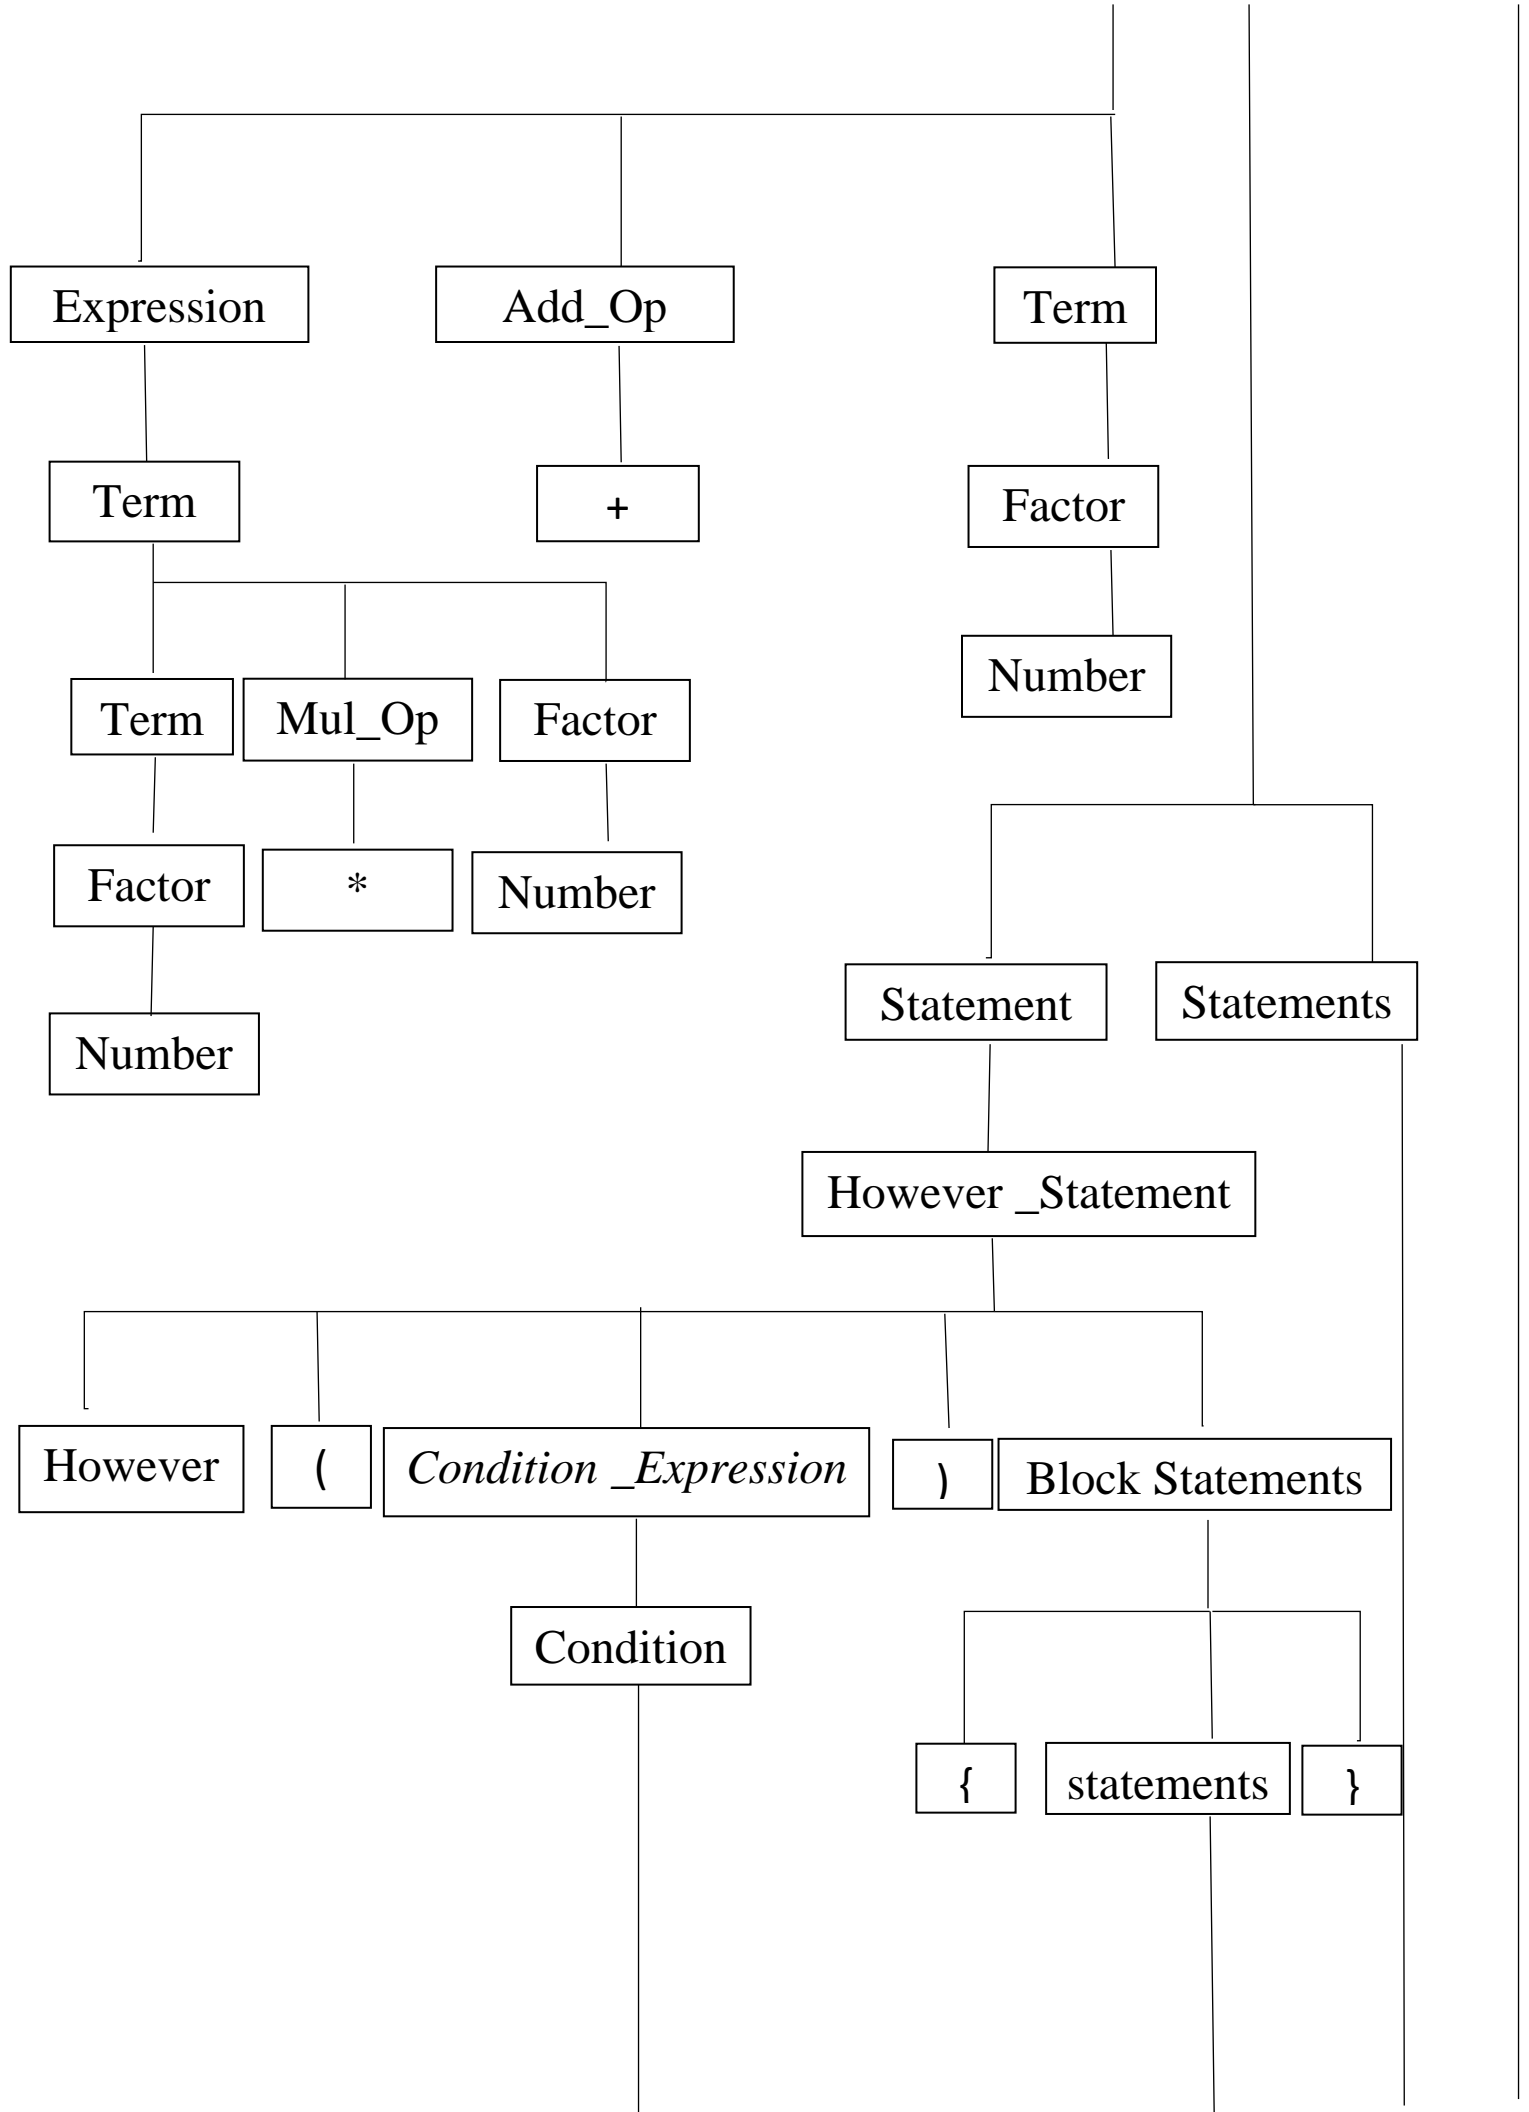 Expression Add_Op Term
Term + Factor
Number
Term Mul_Op Factor
Factor * Number
Statement Statements
Number
However _Statement
However ( Condition _Expression ) Block Statements
Condition
{ statements }